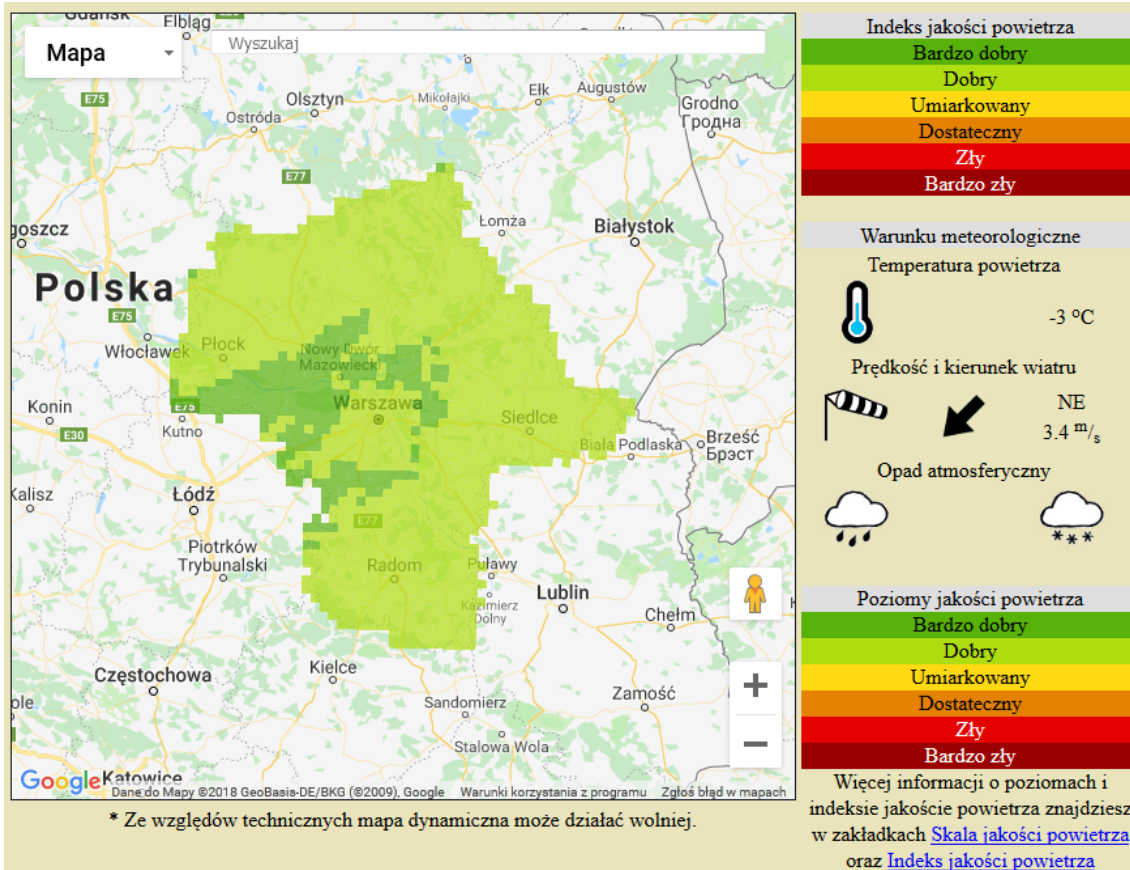 Gdańsk
Elbląg
Mapa
Wyszukaj
E75
Olsztyn
Mikołajki
Ełk
Augustów
Grodno
Гродна
Ostróda
E77
Łomża
Białystok
goszcz
Polska
E75
Włocławek
Płock
Nowy Dwór
Mazowiecki
Warszawa
Konin
E75
Kutno
Siedlce
E30
Biała Podlaska
Brześć
Брэст
Kalisz
Łódź
E77
Piotrków
Trybunalski
Radom
Puławy
Kazimierz
Dolny
Lublin
Chełm
Częstochowa
Kielce
Sandomierz
Zamość
Stalowa Wola
ole
Google
Katowice
Dane do Mapy ©2018 GeoBasis-DE/BKG (©2009), Google Warunki korzystania z programu Zgłoś błąd w mapach
* Ze względów technicznych mapa dynamiczna może działać wolniej.
Indeks jakości powietrza
Bardzo dobry
Dobry
Umiarkowany
Dostateczny
Zły
Bardzo zły
Warunku meteorologiczne
Temperatura powietrza
-3 °C
Prędkość i kierunek wiatru
NE
3.4 m/s
Opad atmosferyczny
Poziomy jakości powietrza
Bardzo dobry
Dobry
Umiarkowany
Dostateczny
Zły
Bardzo zły
Więcej informacji o poziomach i
indeksie jakoście powietrza znajdziesz
w zakładkach Skala jakości powietrza
oraz Indeks jakości powietrza